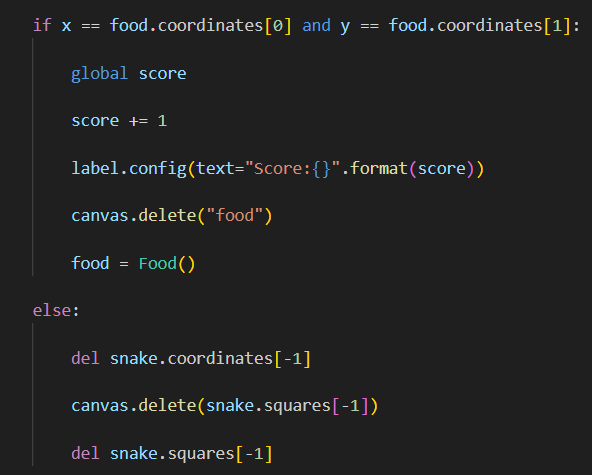 if x == food.coordinates[0] and y == food.coordinates[1]:
global score
score += 1
label.config(text="Score:{}".format(score))
canvas.delete("food")
food = Food()
else:
del snake.coordinates[-1]
canvas.delete(snake.squares[-1])
del snake.squares[-1]